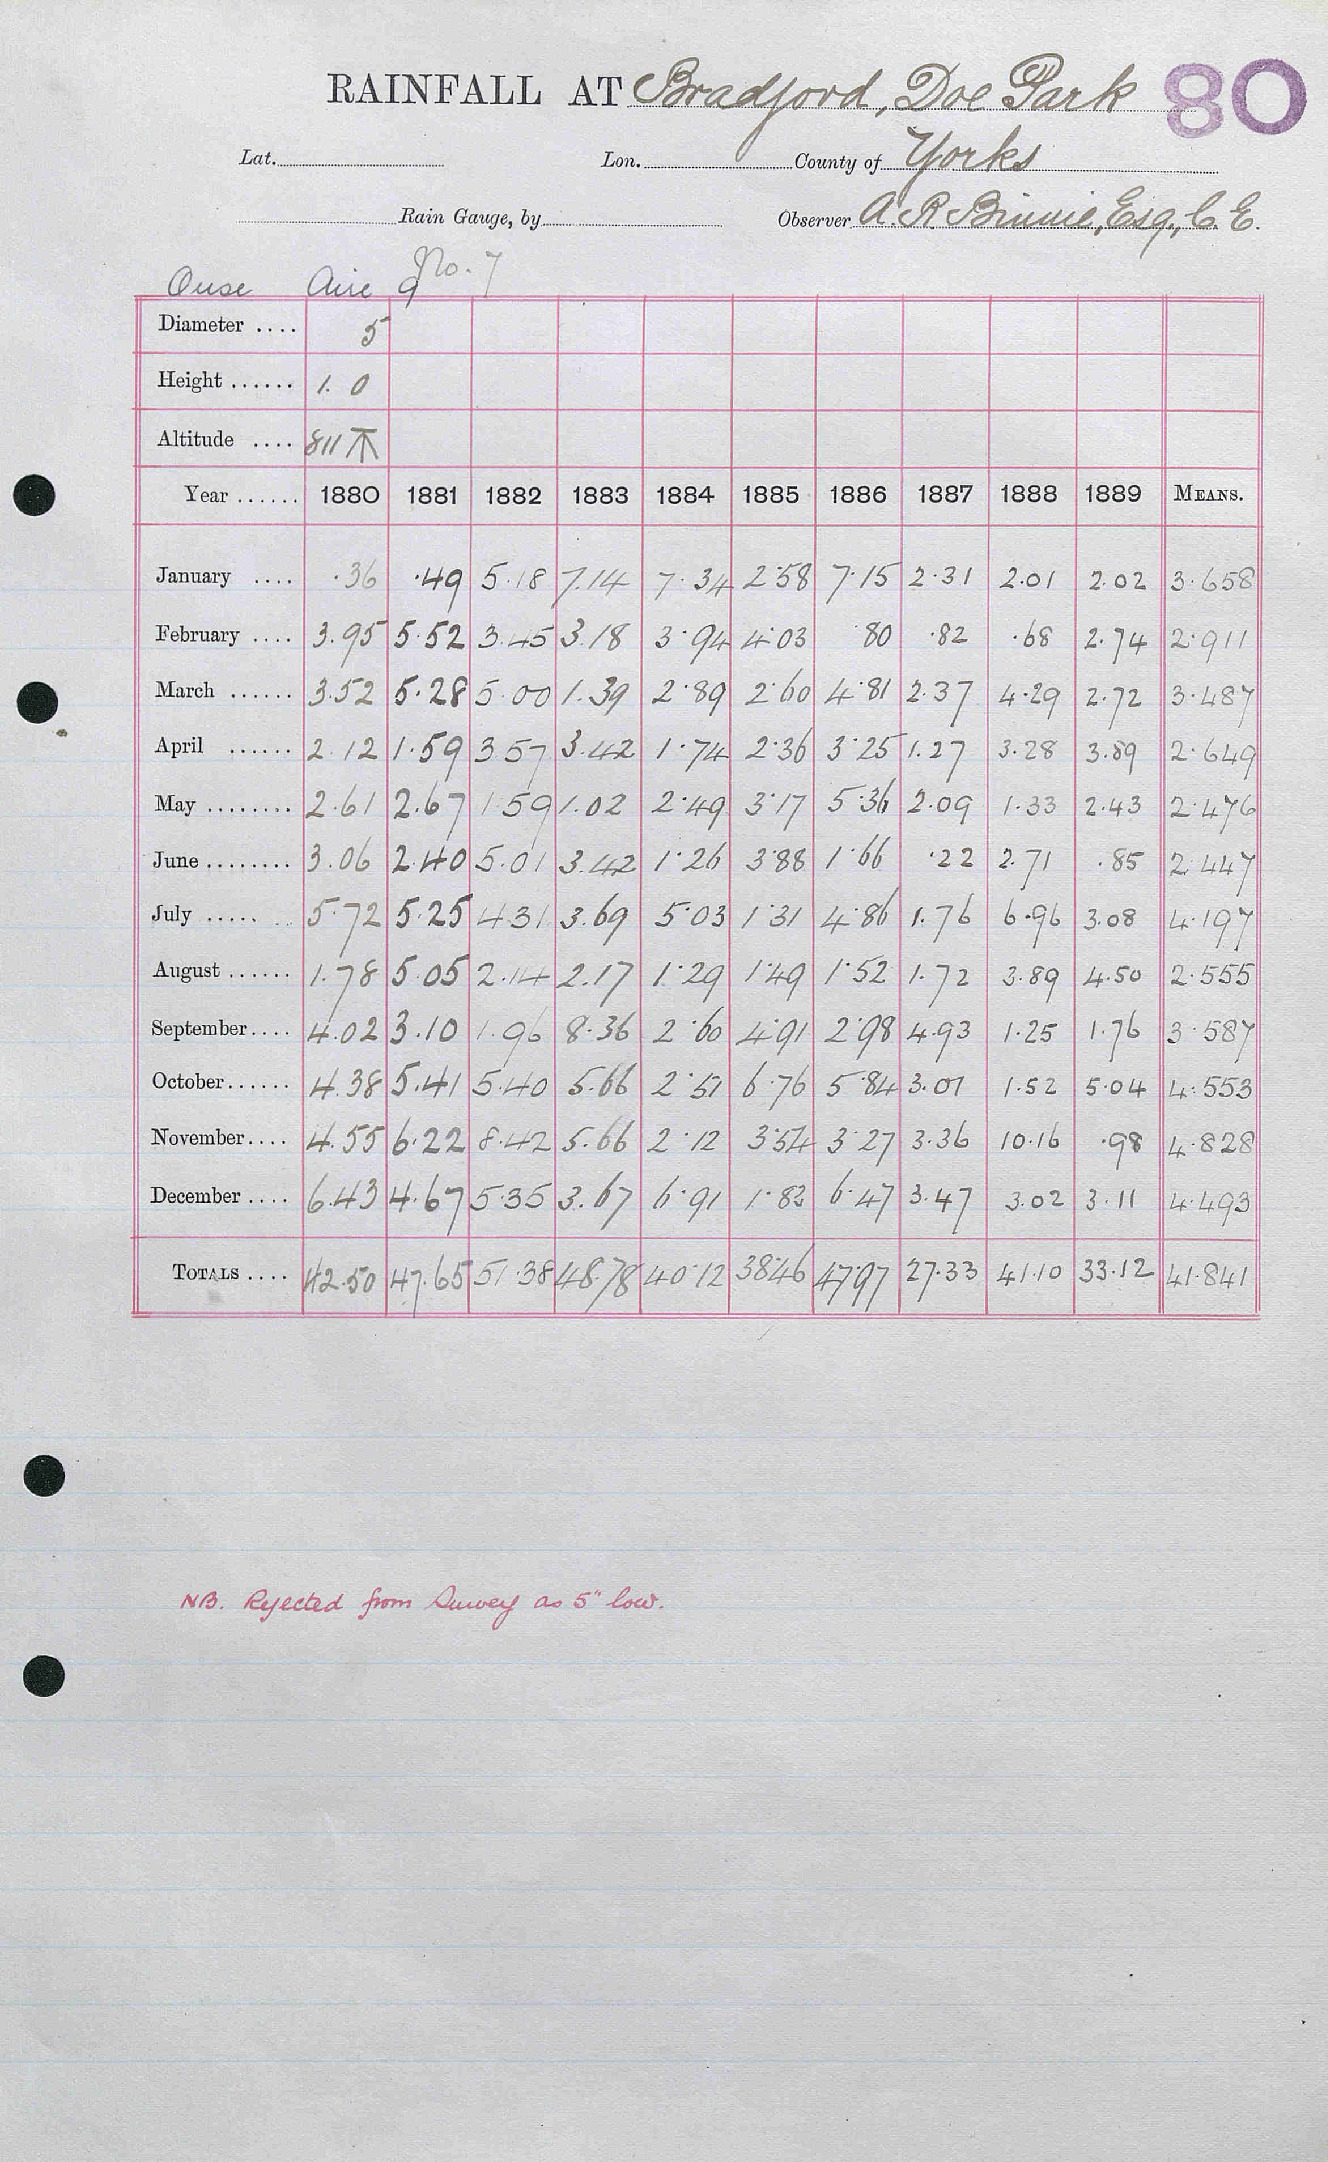 RAINFALL AT Bradford, Doe Park 80
Lat. Lon. County of Yorks
Rain Gauge, by Observer A. R. Binnie, Esq., C. E.
No. 7
Ouse Aire 9
Diameter .... 5
Height ...... 1. 0
Altitude .... 811
Year ...... 1880 1881 1882 1883 1884 1885 1886 1887 1888 1889 MEANS.
January .... .36 .49 5.18 7.14 7.34 2.58 7.15 2.31 2.01 2.02 3.658
February .... 3.95 5.52 3.45 3.18 3.94 4.03 .80 .82 .68 2.74 2.911
March ...... 3.52 5.28 5.00 1.39 2.89 2.60 4.81 2.37 4.29 2.72 3.487
April ...... 2.12 1.59 3.57 3.42 1.74 2.36 3.25 1.27 3.28 3.89 2.649
May ........ 2.61 2.67 1.59 1.02 2.49 3.17 5.36 2.09 1.33 2.43 2.476
June ........ 3.06 2.40 5.01 3.42 1.26 3.88 1.66 .22 2.71 .85 2.447
July ..... 5.72 5.25 4.31 3.69 5.03 1.31 4.86 1.76 6.96 3.08 4.197
August ...... 1.78 5.05 2.14 2.17 1.29 1.49 1.52 1.72 3.89 4.50 2.555
September.... 4.02 3.10 1.96 8.36 2.60 4.91 2.98 4.93 1.25 1.76 3.587
October...... 4.38 5.41 5.40 5.66 2.51 6.76 5.84 3.01 1.52 5.04 4.553
November.... 4.55 6.22 8.42 5.66 2.12 3.54 3.27 3.36 10.16 .98 4.828
December .... 6.43 4.67 5.35 3.67 6.91 1.83 6.47 3.47 3.02 3.11 4.493
TOTALS .... 42.50 47.65 51.38 48.78 40.12 38.46 47.97 27.33 41.10 33.12 41.841
NB. Rejected from Survey as 5" low.